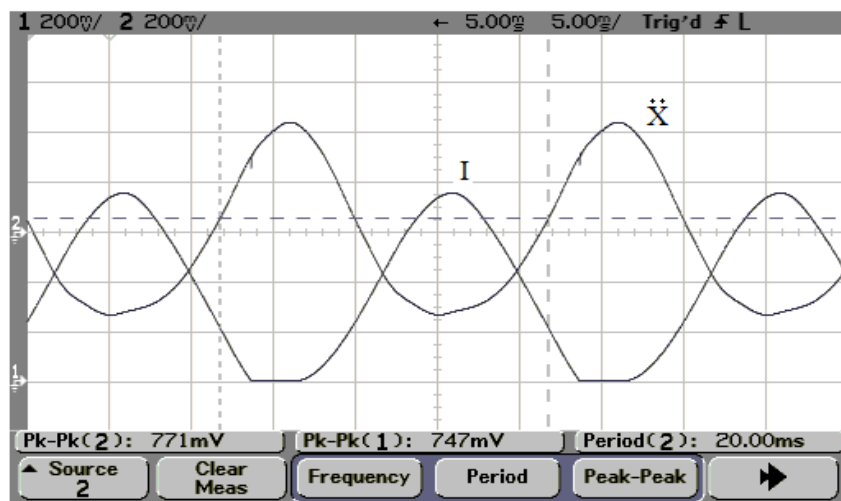 1 200mV/ 2 200mV/ ← 5.00ms 5.00ms/ Trig'd L
Ẍ
I
2
1
Pk-Pk(2): 771mV Pk-Pk(1): 747mV Period(2): 20.00ms
Source 2 Clear Meas Frequency Period Peak-Peak